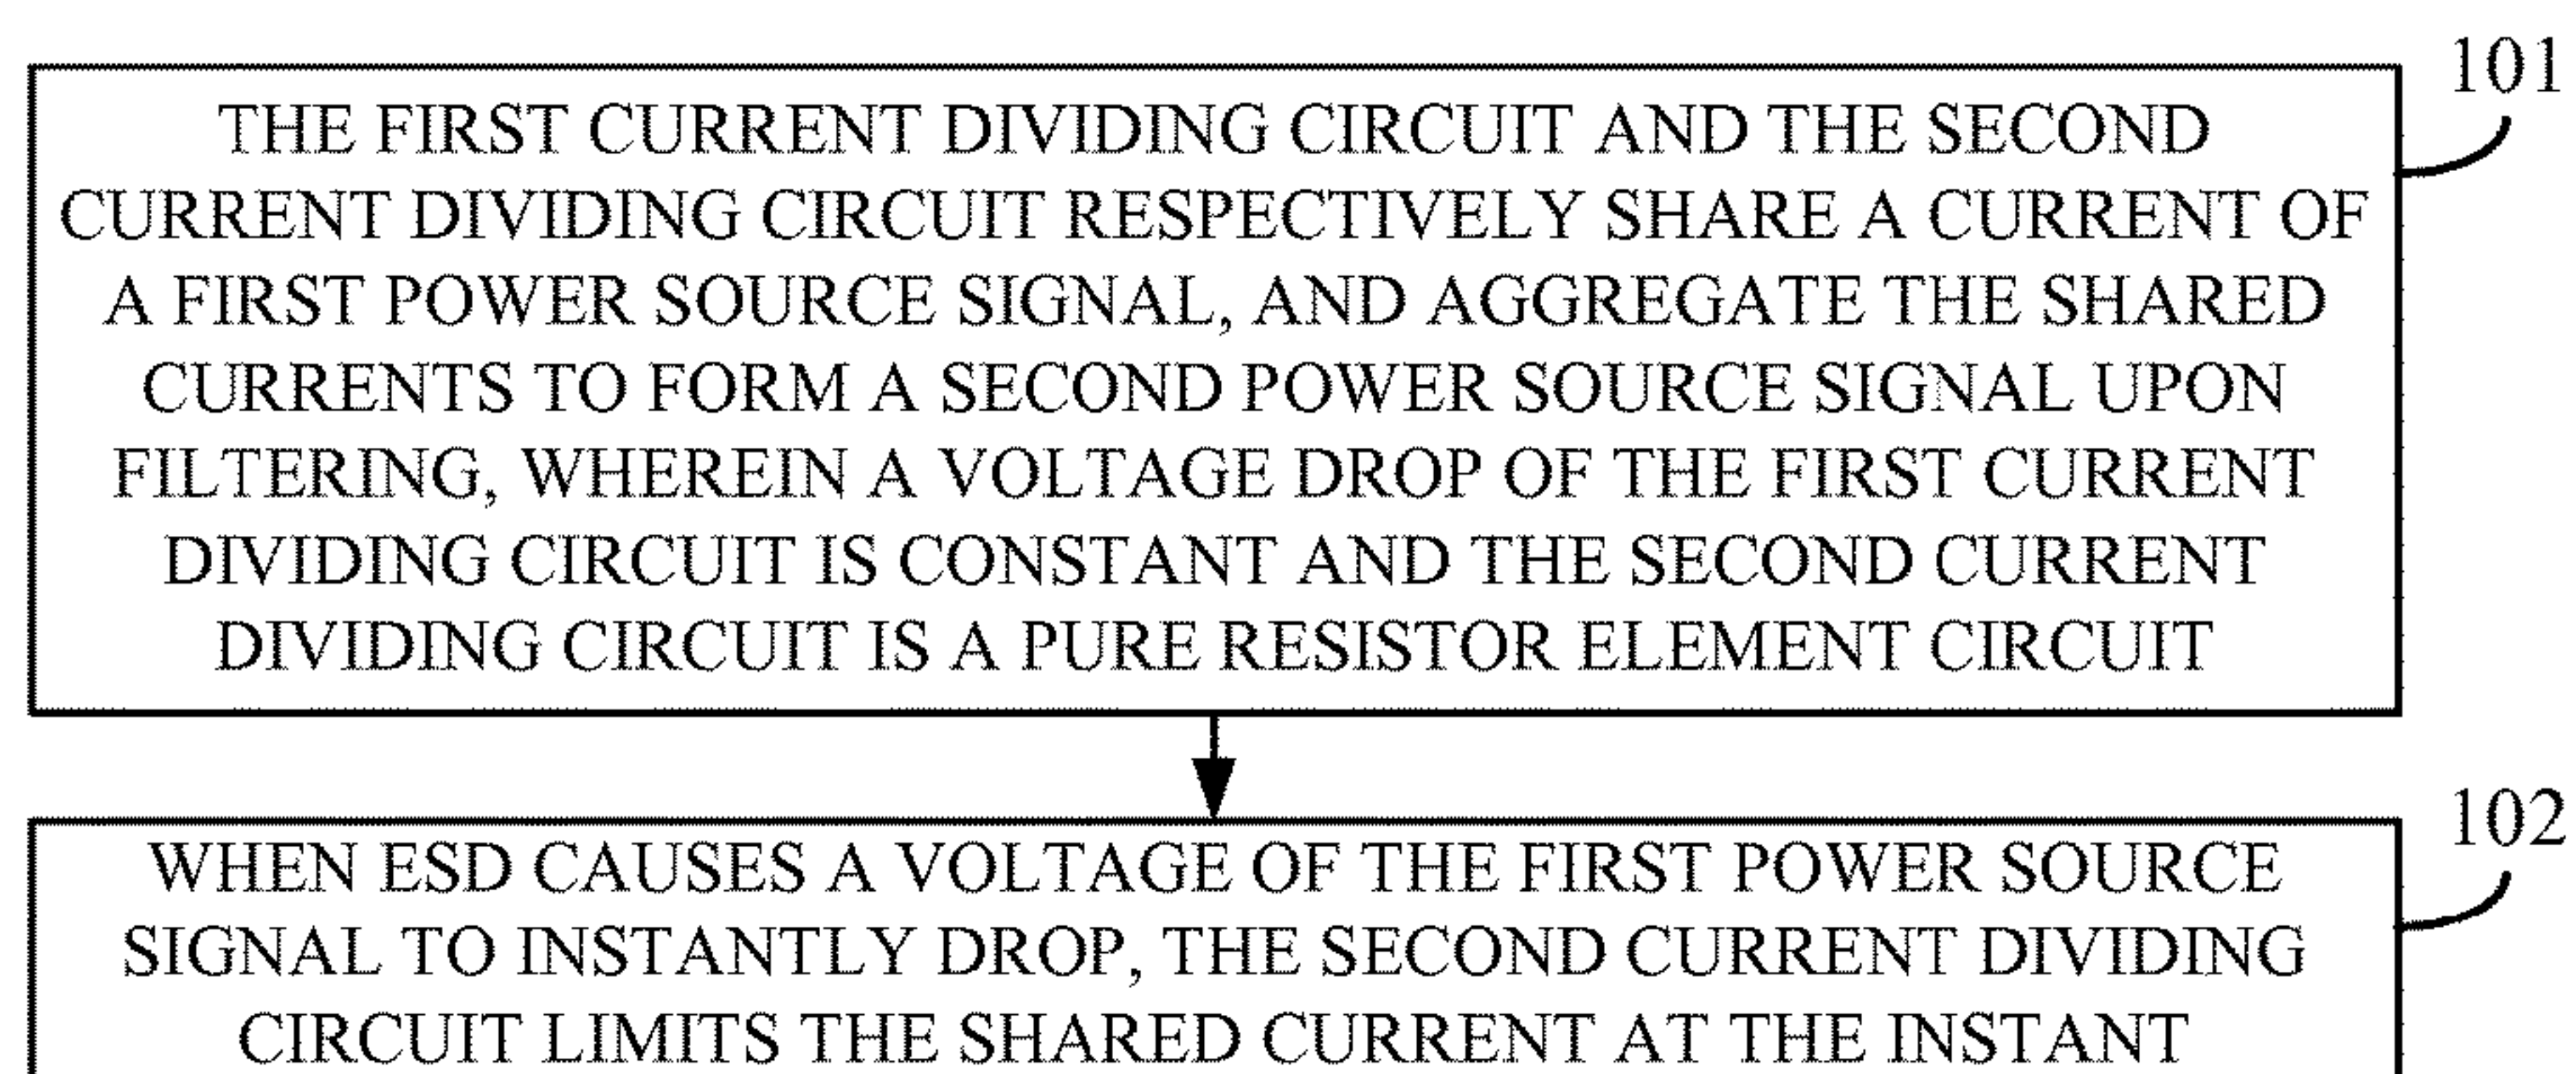 101
THE FIRST CURRENT DIVIDING CIRCUIT AND THE SECOND
CURRENT DIVIDING CIRCUIT RESPECTIVELY SHARE A CURRENT OF
A FIRST POWER SOURCE SIGNAL, AND AGGREGATE THE SHARED
CURRENTS TO FORM A SECOND POWER SOURCE SIGNAL UPON
FILTERING, WHEREIN A VOLTAGE DROP OF THE FIRST CURRENT
DIVIDING CIRCUIT IS CONSTANT AND THE SECOND CURRENT
DIVIDING CIRCUIT IS A PURE RESISTOR ELEMENT CIRCUIT
102
WHEN ESD CAUSES A VOLTAGE OF THE FIRST POWER SOURCE
SIGNAL TO INSTANTLY DROP, THE SECOND CURRENT DIVIDING
CIRCUIT LIMITS THE SHARED CURRENT AT THE INSTANT